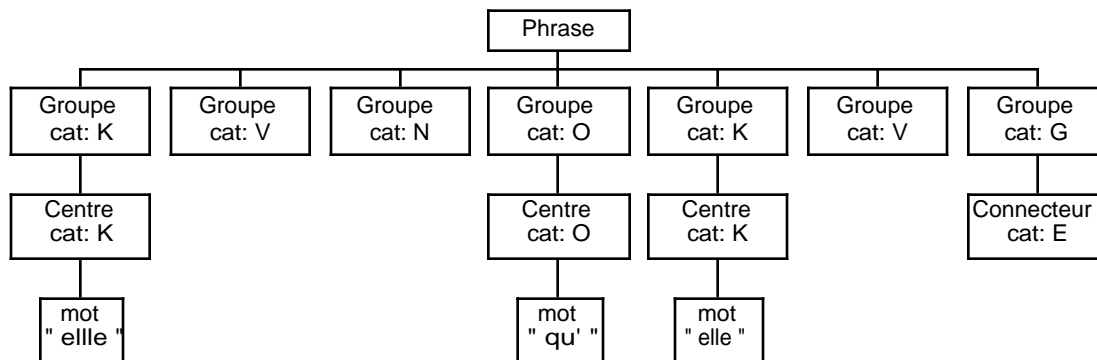 Phrase
Groupe Groupe Groupe Groupe Groupe Groupe Groupe
cat: K cat: V cat: N cat: O cat: K cat: V cat: G
Centre Centre Centre Connecteur
cat: K cat: O cat: K cat: E
mot mot mot
" ellle " " qu' " " elle "